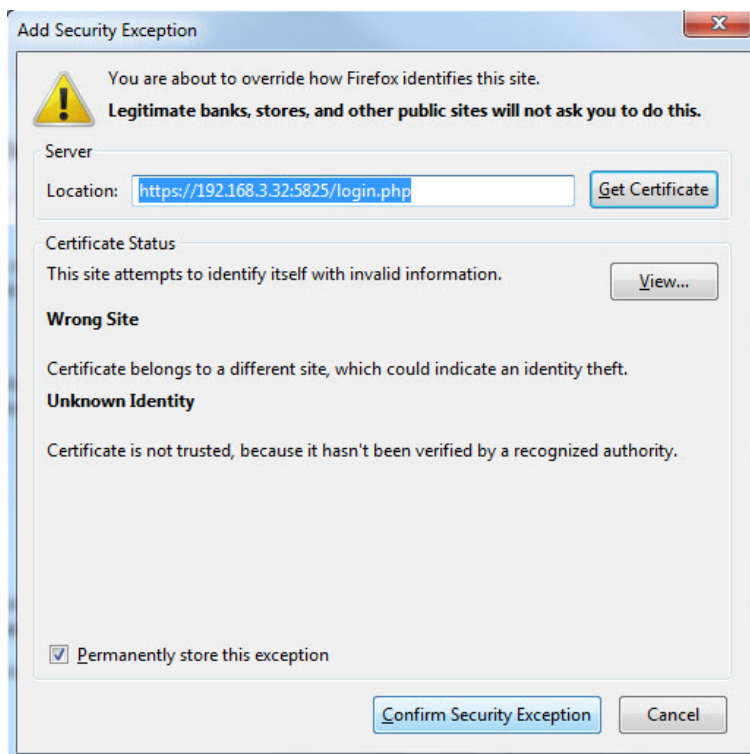 Add Security Exception
You are about to override how Firefox identifies this site.
Legitimate banks, stores, and other public sites will not ask you to do this.
Server
Location: https://192.168.3.32:5825/login.php Get Certificate
Certificate Status
This site attempts to identify itself with invalid information. View...
Wrong Site
Certificate belongs to a different site, which could indicate an identity theft.
Unknown Identity
Certificate is not trusted, because it hasn't been verified by a recognized authority.
Permanently store this exception
Confirm Security Exception Cancel